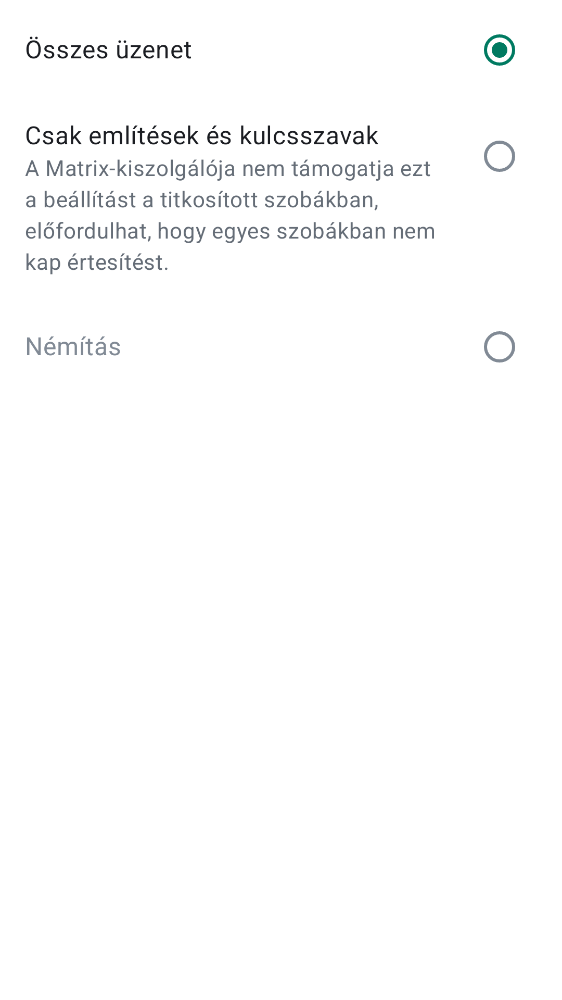 Összes üzenet
Csak említések és kulcsszavak
A Matrix-kiszolgálója nem támogatja ezt
a beállítást a titkosított szobákban,
előfordulhat, hogy egyes szobákban nem
kap értesítést.
Némítás